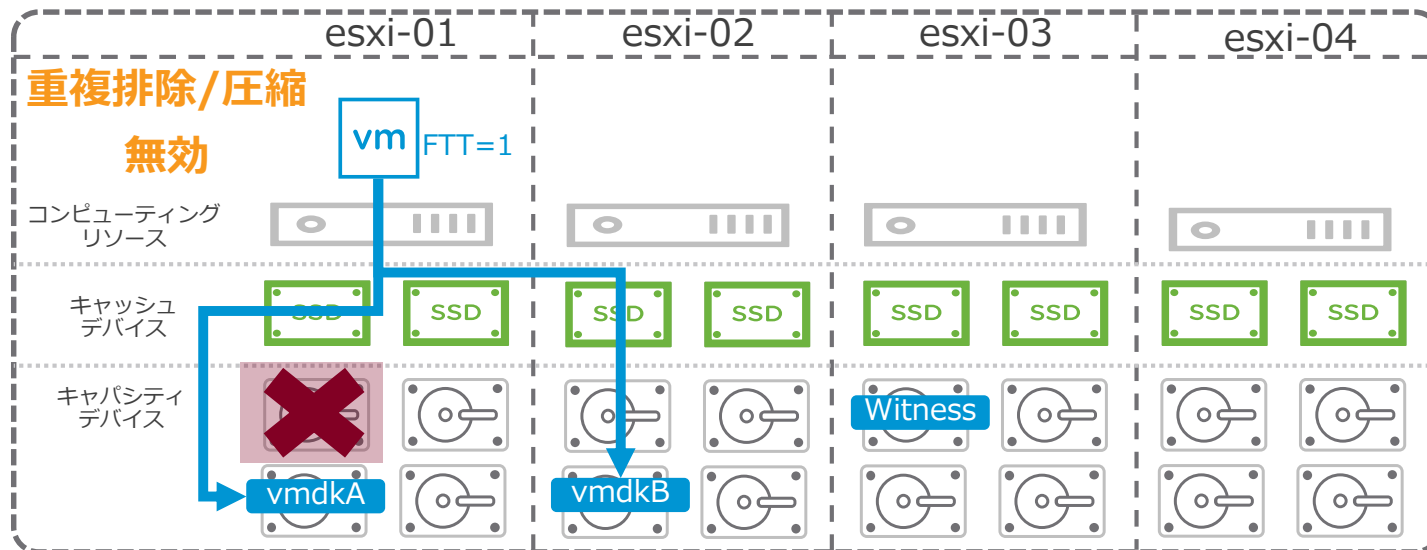 esxi-01
esxi-02
esxi-03
esxi-04
重複排除/圧縮
無効
vm
FTT=1
コンピューティング
リソース
キャッシュ
デバイス
SSD
SSD
SSD
SSD
SSD
SSD
SSD
SSD
キャパシティ
デバイス
Witness
vmdkA
vmdkB